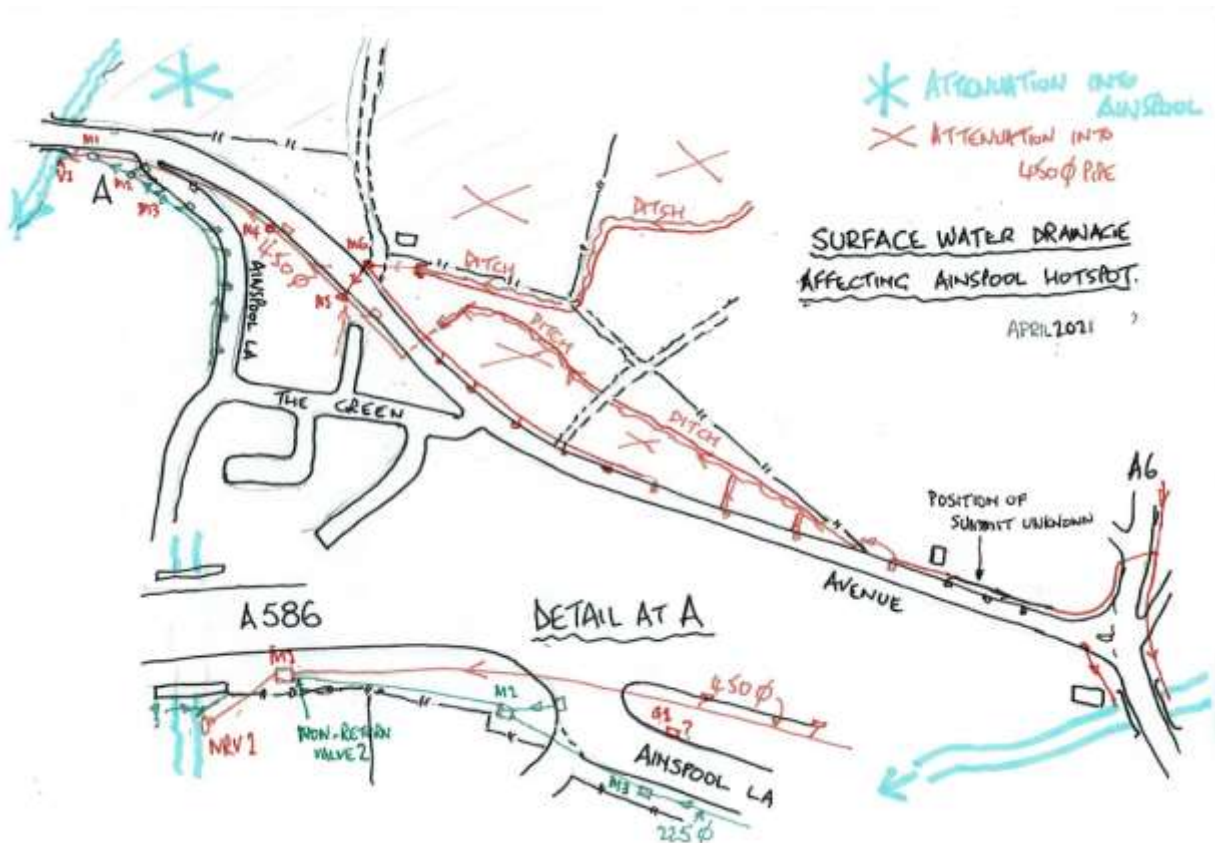 ATTENUATION INTO
AINSPOOL
ATTENUATION INTO
450Ø PIPE
SURFACE WATER DRAINAGE
AFFECTING AINSPOOL HOTSPOT.
APRIL 2021
M1
A
M2
M3
M4
450Ø
M5
M6
AINSPOOL LA
THE GREEN
DITCH
DITCH
DITCH
DITCH
A6
POSITION OF
SUMMIT UNKNOWN
AVENUE
A586
DETAIL AT A
M1
NRV1
NON-RETURN
VALVE 2
M2
450Ø
G1
?
AINSPOOL LA
M3
225Ø